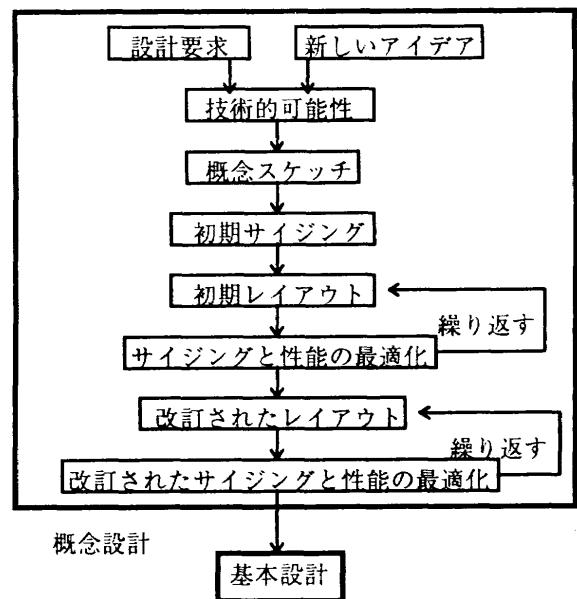 設計要求
新しいアイデア
技術的可能性
概念スケッチ
初期サイジング
初期レイアウト
繰り返す
サイジングと性能の最適化
改訂されたレイアウト
繰り返す
改訂されたサイジングと性能の最適化
概念設計
基本設計